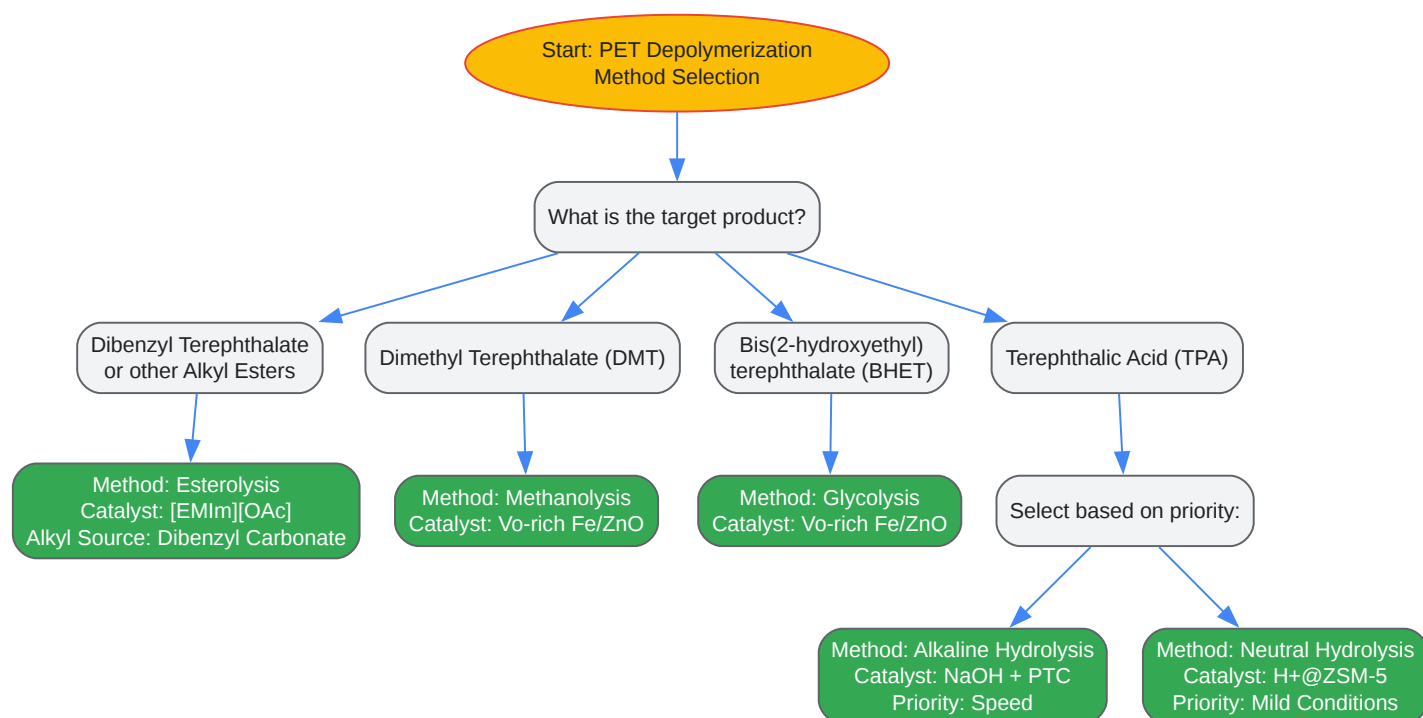 Start: PET Depolymerization
Method Selection
What is the target product?
Dibenzyl Terephthalate
or other Alkyl Esters
Dimethyl Terephthalate (DMT)
Bis(2-hydroxyethyl)
terephthalate (BHET)
Terephthalic Acid (TPA)
Method: Esterolysis
Catalyst: [EMIm][OAc]
Alkyl Source: Dibenzyl Carbonate
Method: Methanolysis
Catalyst: Vo-rich Fe/ZnO
Method: Glycolysis
Catalyst: Vo-rich Fe/ZnO
Select based on priority:
Method: Alkaline Hydrolysis
Catalyst: NaOH + PTC
Priority: Speed
Method: Neutral Hydrolysis
Catalyst: H+@ZSM-5
Priority: Mild Conditions